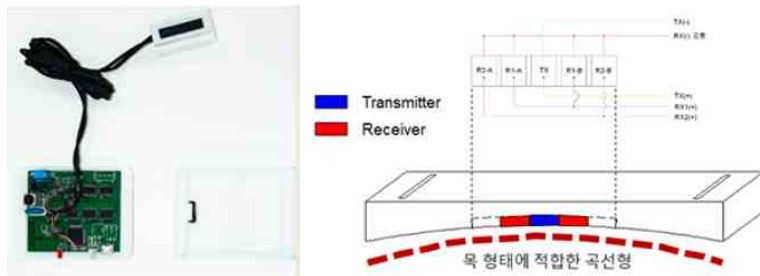 TX(-)
RX(-) 공통
R2-A R1-A TX R1-B R2-B
TX(+)
RX1(+)
RX2(+)
Transmitter
Receiver
목 형태에 적합한 곡선형